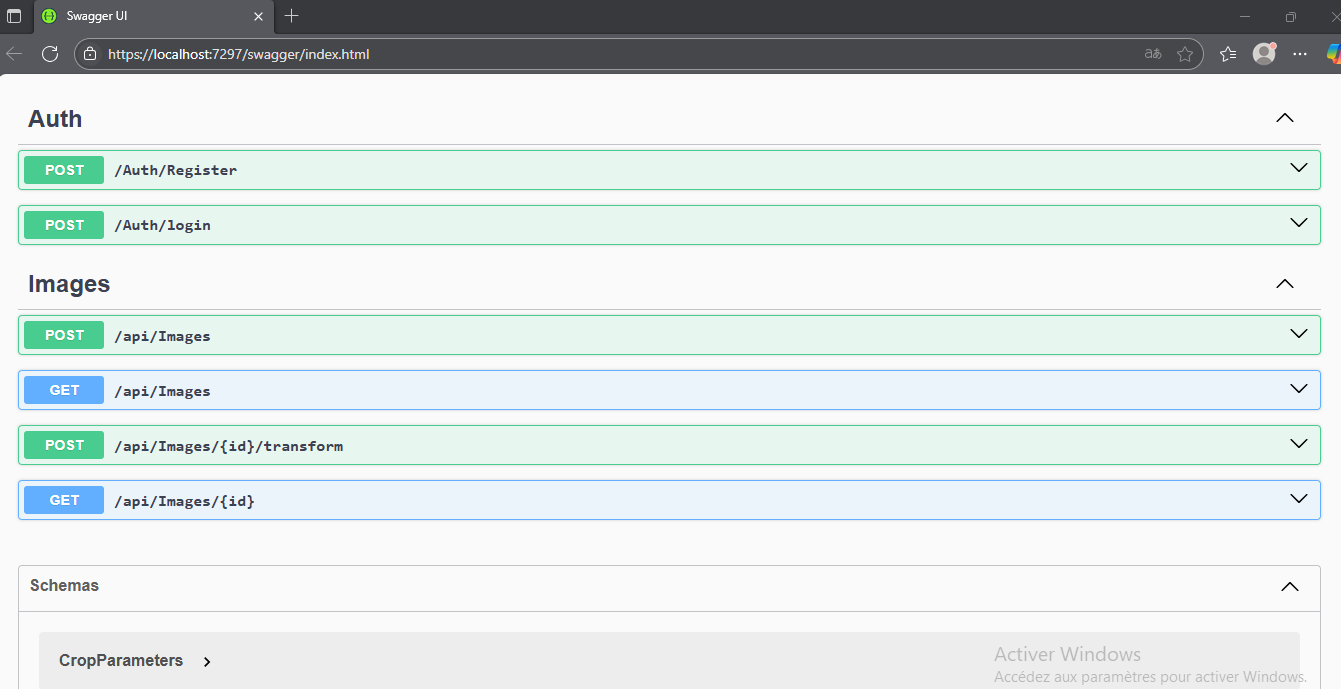 Swagger UI
https://localhost:7297/swagger/index.html
Auth
POST /Auth/Register
POST /Auth/login
Images
POST /api/Images
GET /api/Images
POST /api/Images/{id}/transform
GET /api/Images/{id}
Schemas
CropParameters
Activer Windows
Accédez aux paramètres pour activer Windows.